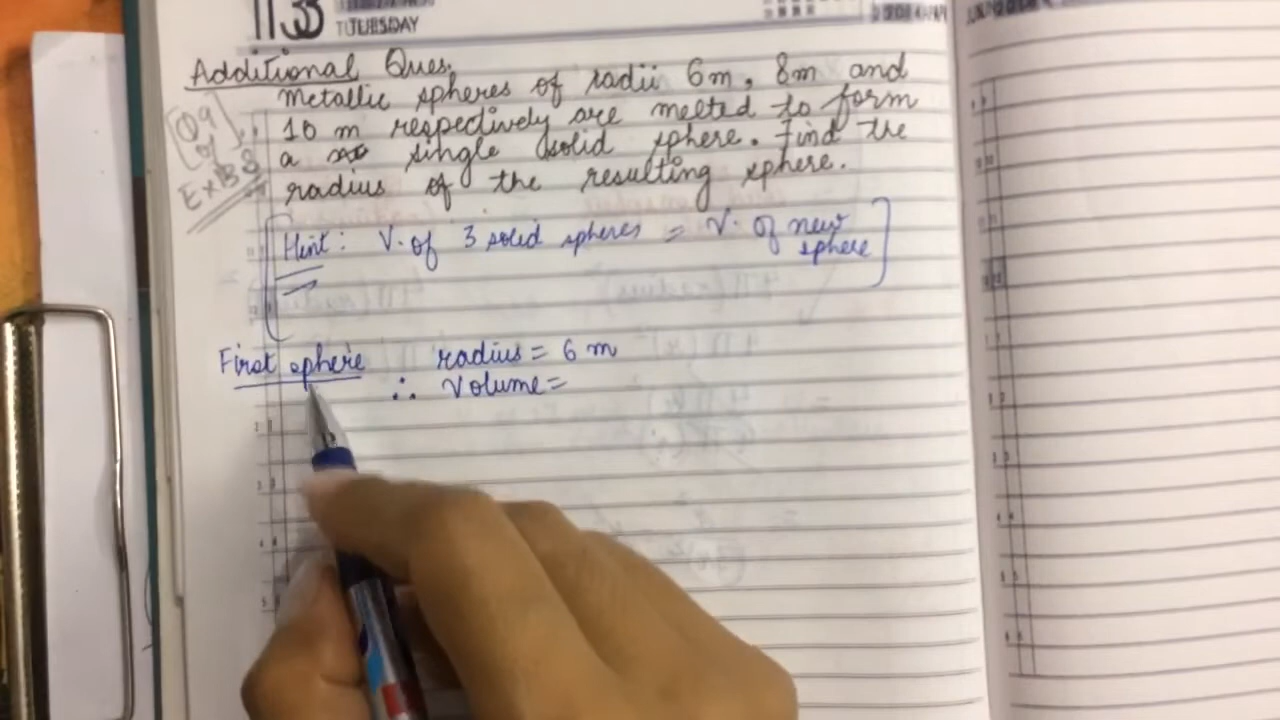 TUESDAY
Additional Ques.
Metallic spheres of radii 6m, 8m and
10 m respectively are melted to form
a single solid sphere. Find the
radius of the resulting sphere.
[Q9
of
Ex 13.8
[Hint: V. of 3 solid spheres = V. of new
sphere]
First sphere radius = 6 m
∴ Volume =